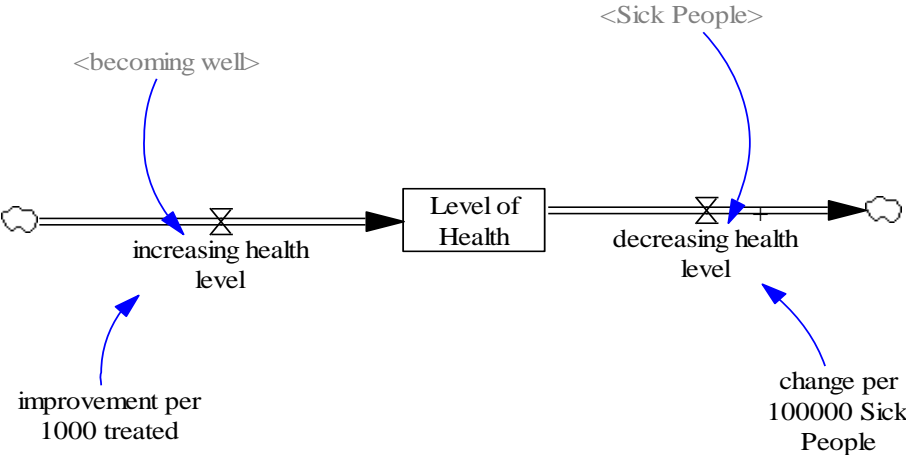 <Sick People>
<becoming well>
Level of
Health
increasing health
level
decreasing health
level
improvement per
1000 treated
change per
100000 Sick
People